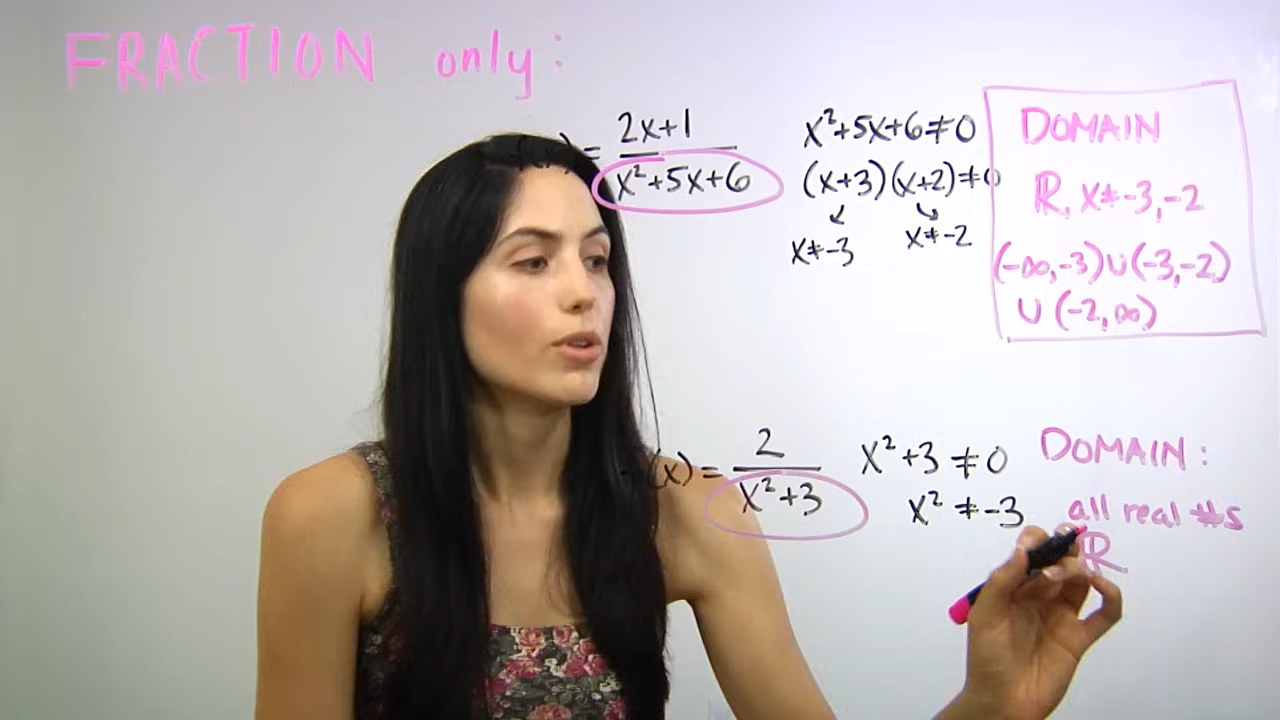 FRACTION only:
= 2x+1 / x²+5x+6
x²+5x+6≠0
(x+3)(x+2)≠0
x≠-3 x≠-2
DOMAIN
ℝ, x≠-3,-2
(-∞,-3)∪(-3,-2)
∪(-2,∞)
(x) = 2 / x²+3
x²+3≠0
x²≠-3
DOMAIN:
all real #s
ℝ